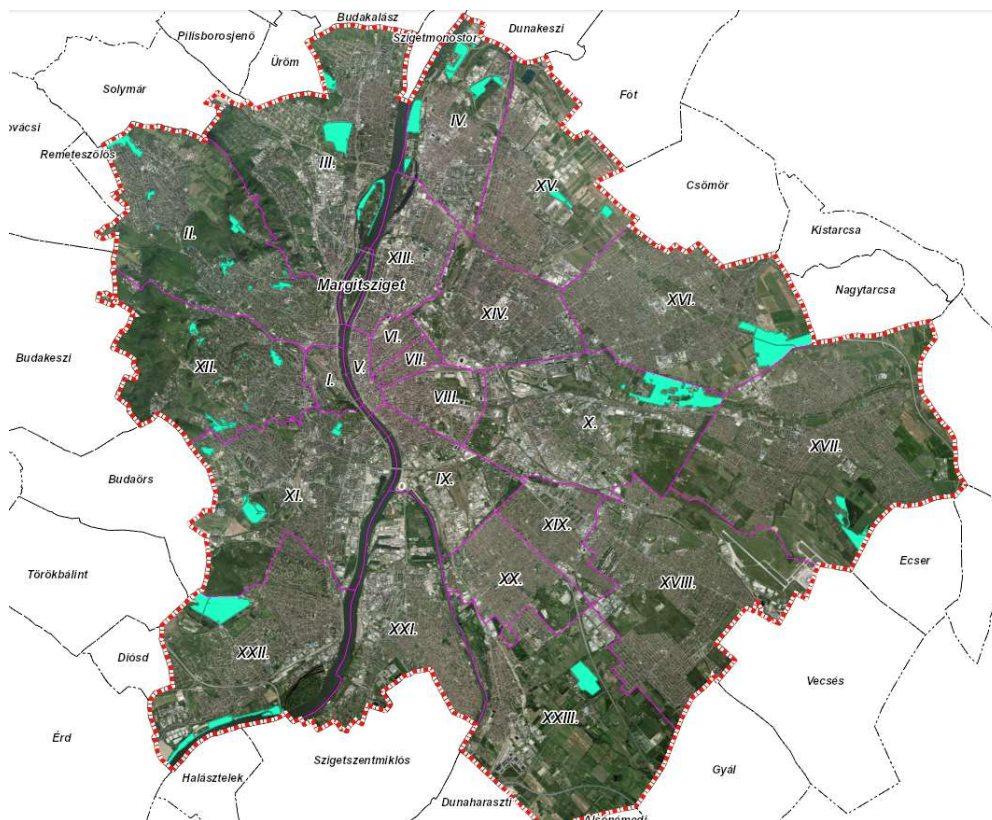 Budakalász
Pilisborosjenő
Szigetmonostor
Dunakeszi
Üröm
Solymár
Fót
ovácsi
IV.
Remeteszőlős
III.
XV.
Csömör
II.
Kistarcsa
XIII.
Margitsziget
Nagytarcsa
XVI.
XIV.
VI.
Budakeszi
VII.
XII.
V.
I.
VIII.
X.
XVII.
Budaörs
IX.
XI.
XIX.
Ecser
Törökbálint
XX.
XVIII.
XXI.
XXII.
Diósd
Vecsés
XXIII.
Érd
Szigetszentmiklós
Gyál
Halásztelek
Dunaharaszti
Alsónémedi